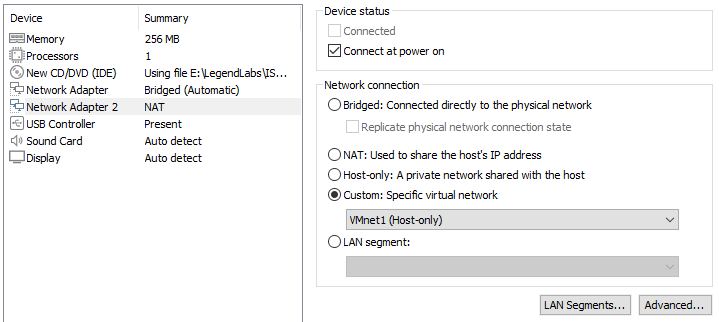 Device Summary
Memory 256 MB
Processors 1
New CD/DVD (IDE) Using file E:\LegendLabs\IS...
Network Adapter Bridged (Automatic)
Network Adapter 2 NAT
USB Controller Present
Sound Card Auto detect
Display Auto detect
Device status
Connected
Connect at power on
Network connection
Bridged: Connected directly to the physical network
Replicate physical network connection state
NAT: Used to share the host's IP address
Host-only: A private network shared with the host
Custom: Specific virtual network
VMnet1 (Host-only)
LAN segment:
LAN Segments... Advanced...